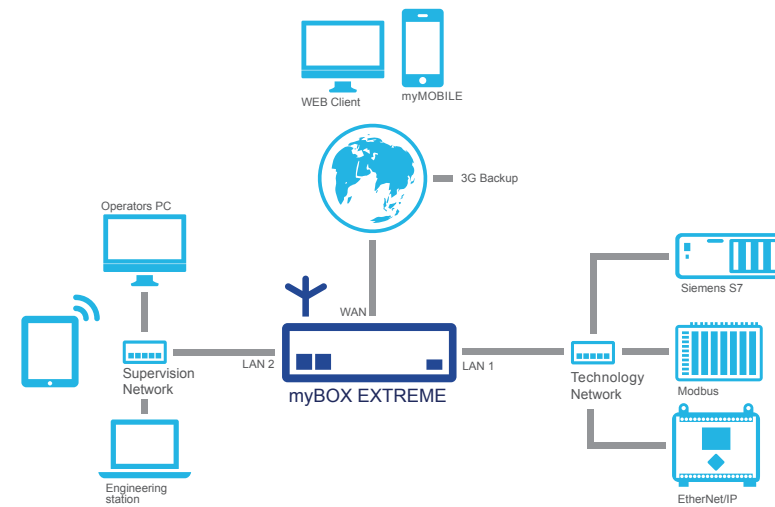 WEB Client
myMOBILE
3G Backup
Operators PC
WAN
Siemens S7
LAN 2
LAN 1
Supervision
Network
myBOX EXTREME
Technology
Network
Modbus
Engineering
station
EtherNet/IP